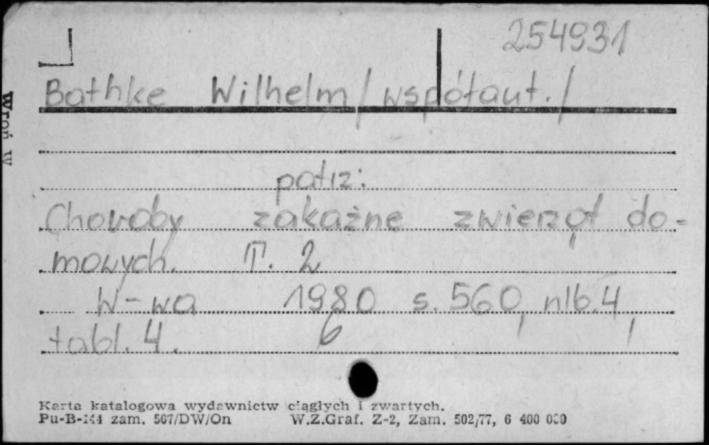 254931
Bathke Wilhelm /współaut./
patrz:
Choroby zakaźne zwierząt do-
mowych. T. 2
W-wa 1980 s. 560, nlb. 4,
tabl. 4. 6
Karta katalogowa wydawnictw ciągłych i zwartych.
Pu-B-144 zam. 567/DW/On W.Z.Graf. Z-2, Zam. 502/77, 6 400 000